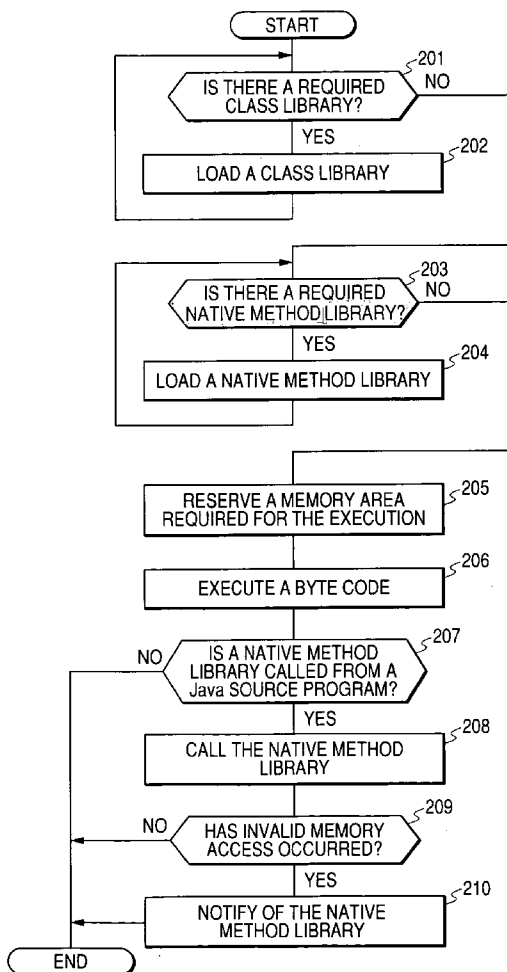 START
201
IS THERE A REQUIRED
CLASS LIBRARY?
NO
YES
202
LOAD A CLASS LIBRARY
203
IS THERE A REQUIRED
NATIVE METHOD LIBRARY?
NO
YES
204
LOAD A NATIVE METHOD LIBRARY
205
RESERVE A MEMORY AREA
REQUIRED FOR THE EXECUTION
206
EXECUTE A BYTE CODE
207
NO
IS A NATIVE METHOD
LIBRARY CALLED FROM A
Java SOURCE PROGRAM?
YES
208
CALL THE NATIVE METHOD
LIBRARY
209
NO
HAS INVALID MEMORY
ACCESS OCCURRED?
YES
210
NOTIFY OF THE NATIVE
METHOD LIBRARY
END